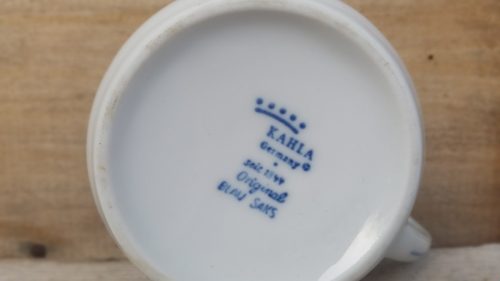 KAHLA
Germany ©
Seit 1844
Original
BLAU SAKS